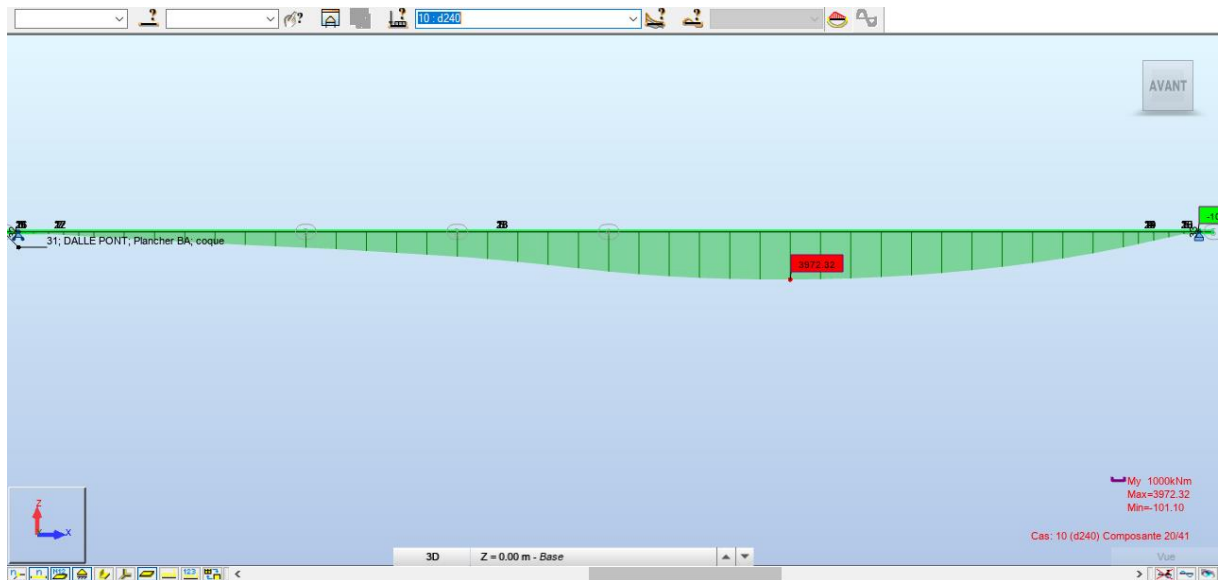 10 : d240
AVANT
31; DALLE PONT; Plancher BA; coque
3972.32
My 1000kNm
Max=3972.32
Min=-101.10
Cas: 10 (d240) Composante 20/41
Z
X
3D Z = 0.00 m - Base
Vue